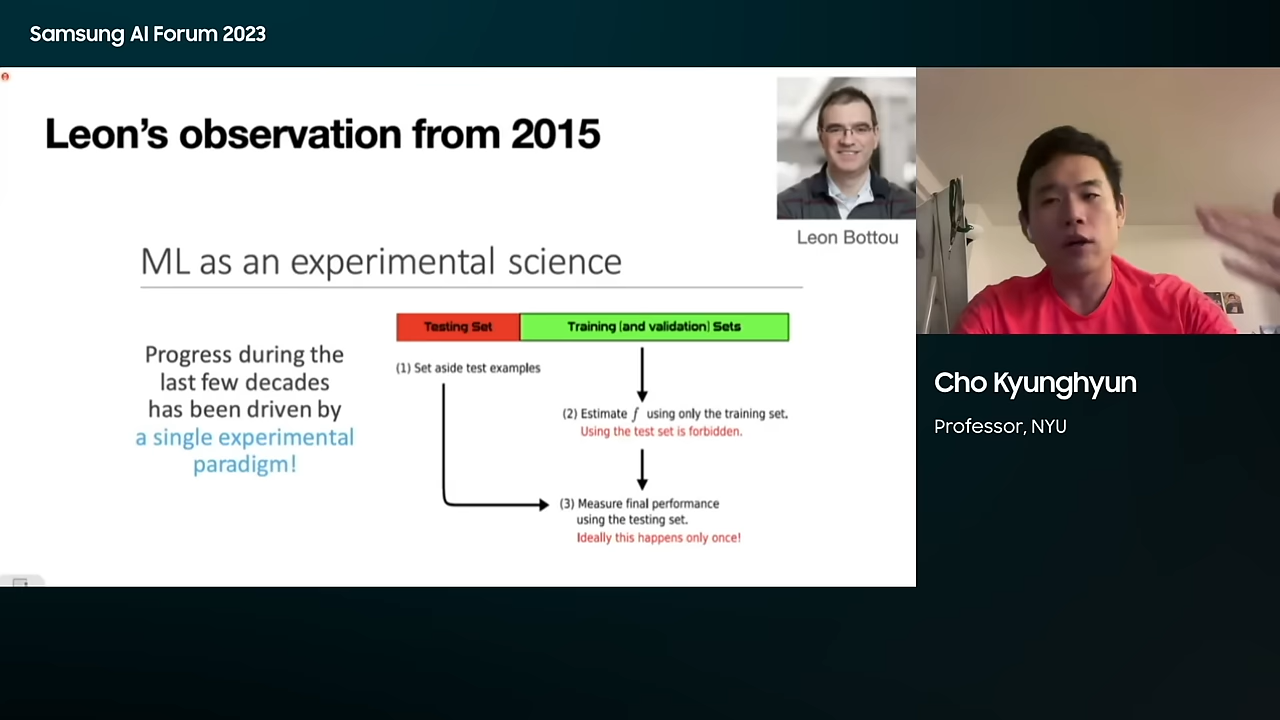 Samsung AI Forum 2023
Leon's observation from 2015
Leon Bottou
ML as an experimental science
Progress during the
last few decades
has been driven by
a single experimental
paradigm!
Testing Set
Training (and validation) Sets
(1) Set aside test examples
(2) Estimate f using only the training set.
Using the test set is forbidden.
(3) Measure final performance
using the testing set.
Ideally this happens only once!
Cho Kyunghyun
Professor, NYU